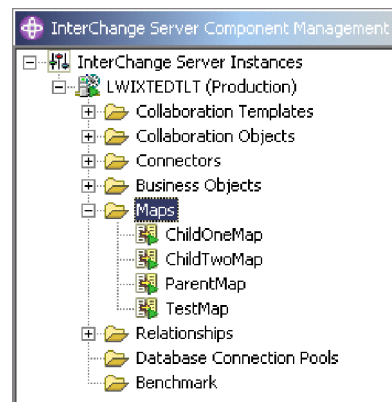 InterChange Server Component Management
InterChange Server Instances
LWIXTEDTLT (Production)
Collaboration Templates
Collaboration Objects
Connectors
Business Objects
Maps
ChildOneMap
ChildTwoMap
ParentMap
TestMap
Relationships
Database Connection Pools
Benchmark